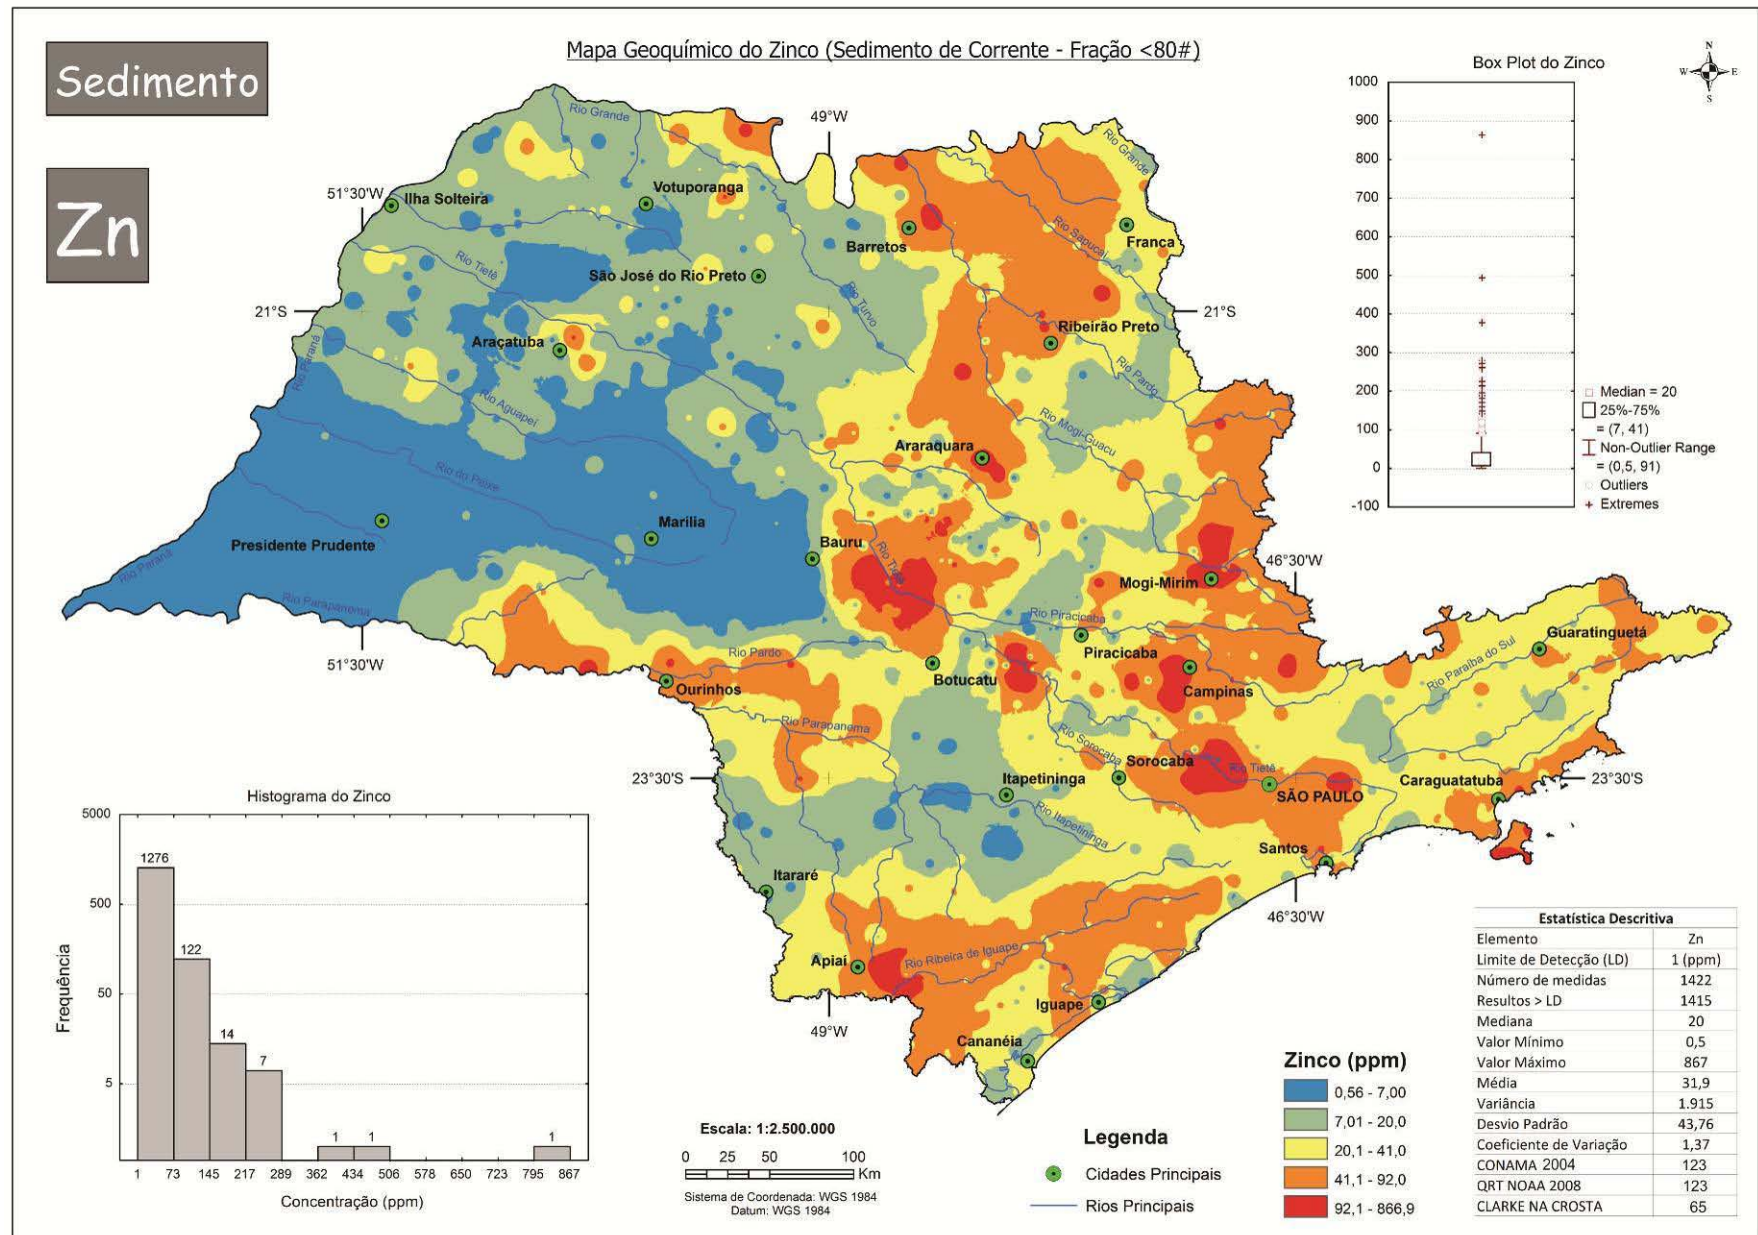 Mapa Geoquímico do Zinco (Sedimento de Corrente - Fração <80#)
Sedimento
Zn
Box Plot do Zinco
N
W
E
S
1000
900
800
700
600
500
400
300
200
100
0
-100
Median = 20
25%-75%
= (7, 41)
Non-Outlier Range
= (0,5, 91)
Outliers
Extremes
49°W
51°30'W
21°S
21°S
46°30'W
51°30'W
23°30'S
23°30'S
46°30'W
49°W
Rio Grande
Rio Grande
Ilha Solteira
Votuporanga
Barretos
Franca
Rio Sapucaí
Rio Tietê
São José do Rio Preto
Rio Turvo
Araçatuba
Ribeirão Preto
Rio Paraná
Rio Pardo
Rio Aguapeí
Rio Mogi-Guacu
Araraquara
Rio do Peixe
Marília
Presidente Prudente
Bauru
Rio Tietê
Mogi-Mirim
Rio Paraná
Rio Parapanema
Rio Piracicaba
Piracicaba
Guaratinguetá
Rio Paraíba do Sul
Rio Pardo
Ourinhos
Botucatu
Campinas
Rio Parapanema
Rio Sorocaba
Sorocaba
Rio Tietê
SÃO PAULO
Caraguatatuba
Itapetininga
Rio Itapetininga
Santos
Itararé
Apiaí
Rio Ribeira de Iguape
Iguape
Cananéia
Histograma do Zinco
Frequência
5000
500
50
5
1276
122
14
7
1
1
1
1 73 145 217 289 362 434 506 578 650 723 795 867
Concentração (ppm)
Escala: 1:2.500.000
0 25 50 100
Km
Sistema de Coordenada: WGS 1984
Datum: WGS 1984
Legenda
Cidades Principais
Rios Principais
Zinco (ppm)
0,56 - 7,00
7,01 - 20,0
20,1 - 41,0
41,1 - 92,0
92,1 - 866,9
Estatística Descritiva
Elemento Zn
Limite de Detecção (LD) 1 (ppm)
Número de medidas 1422
Resultos > LD 1415
Mediana 20
Valor Mínimo 0,5
Valor Máximo 867
Média 31,9
Variância 1.915
Desvio Padrão 43,76
Coeficiente de Variação 1,37
CONAMA 2004 123
QRT NOAA 2008 123
CLARKE NA CROSTA 65